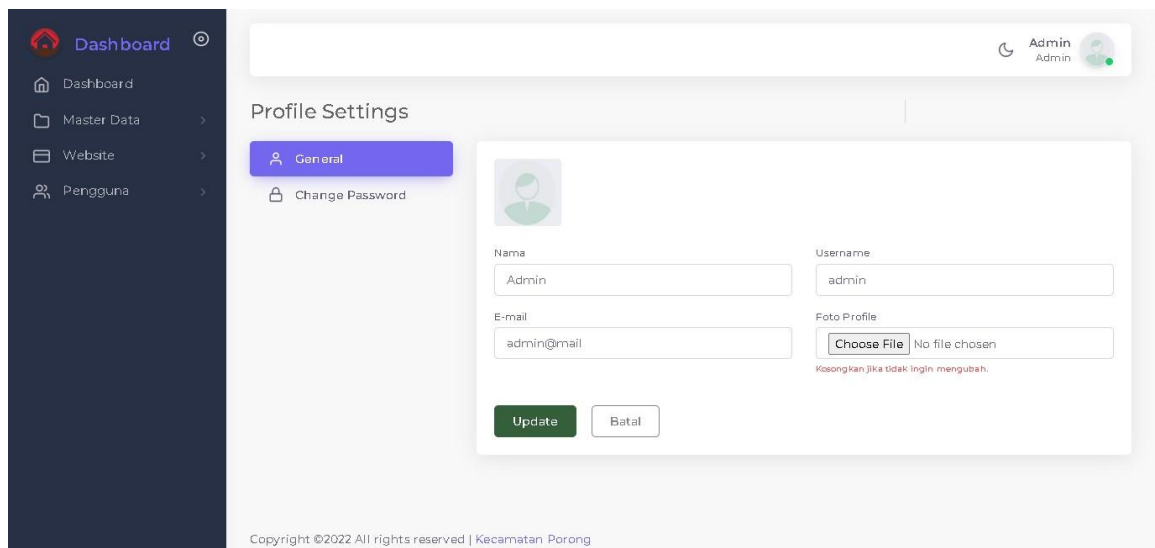 Dashboard
Dashboard
Master Data
Website
Pengguna
Admin
Admin
Profile Settings
General
Change Password
Nama
Admin
Username
admin
E-mail
admin@mail
Foto Profile
Choose File No file chosen
Kosongkan jika tidak ingin mengubah.
Update
Batal
Copyright ©2022 All rights reserved | Kecamatan Porong